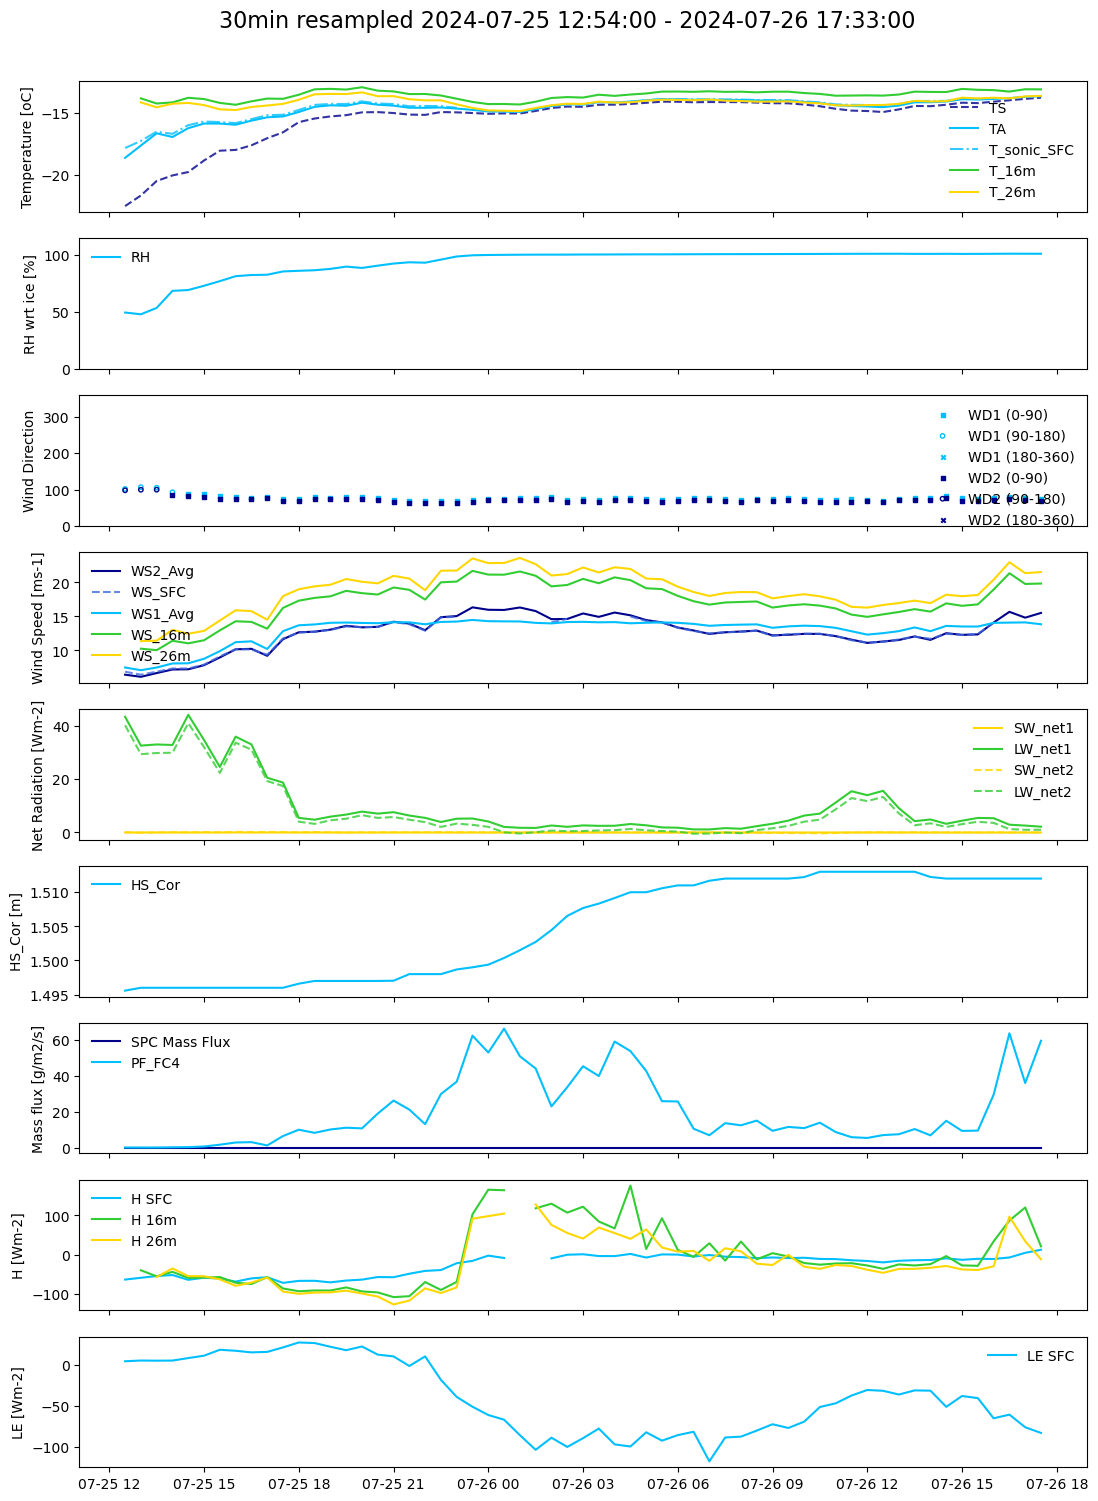 30min resampled 2024-07-25 12:54:00 - 2024-07-26 17:33:00
Temperature [oC]
−15
−20
TS
TA
T_sonic_SFC
T_16m
T_26m
RH wrt ice [%]
100
50
0
RH
Wind Direction
300
200
100
0
WD1 (0-90)
WD1 (90-180)
WD1 (180-360)
WD2 (0-90)
WD2 (90-180)
WD2 (180-360)
Wind Speed [ms-1]
20
15
10
WS2_Avg
WS_SFC
WS1_Avg
WS_16m
WS_26m
Net Radiation [Wm-2]
40
20
0
SW_net1
LW_net1
SW_net2
LW_net2
HS_Cor [m]
1.510
1.505
1.500
1.495
HS_Cor
Mass flux [g/m2/s]
60
40
20
0
SPC Mass Flux
PF_FC4
H [Wm-2]
100
0
−100
H SFC
H 16m
H 26m
LE [Wm-2]
0
−50
−100
LE SFC
07-25 12 07-25 15 07-25 18 07-25 21 07-26 00 07-26 03 07-26 06 07-26 09 07-26 12 07-26 15 07-26 18